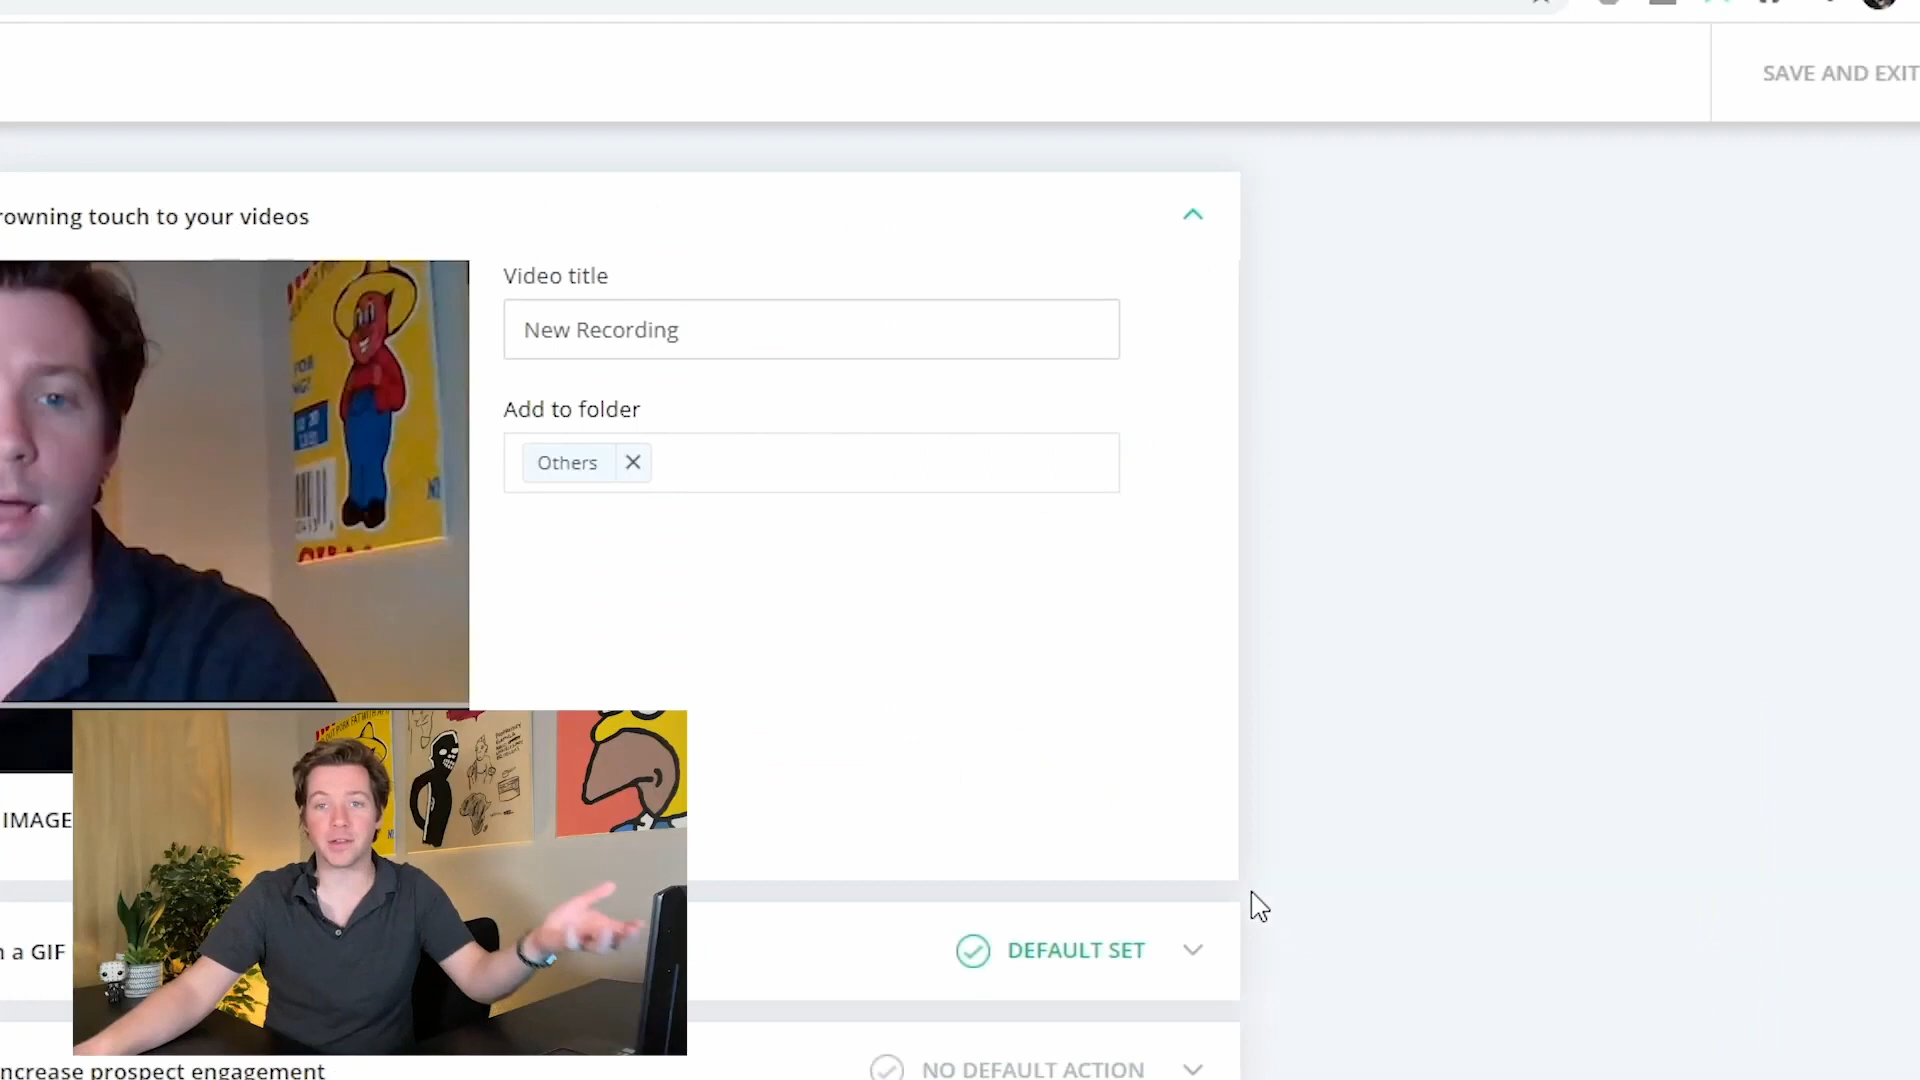 SAVE AND EXIT
rowning touch to your videos
Video title
New Recording
Add to folder
Others
IMAGE
n a GIF
DEFAULT SET
ncrease prospect engagement
NO DEFAULT ACTION